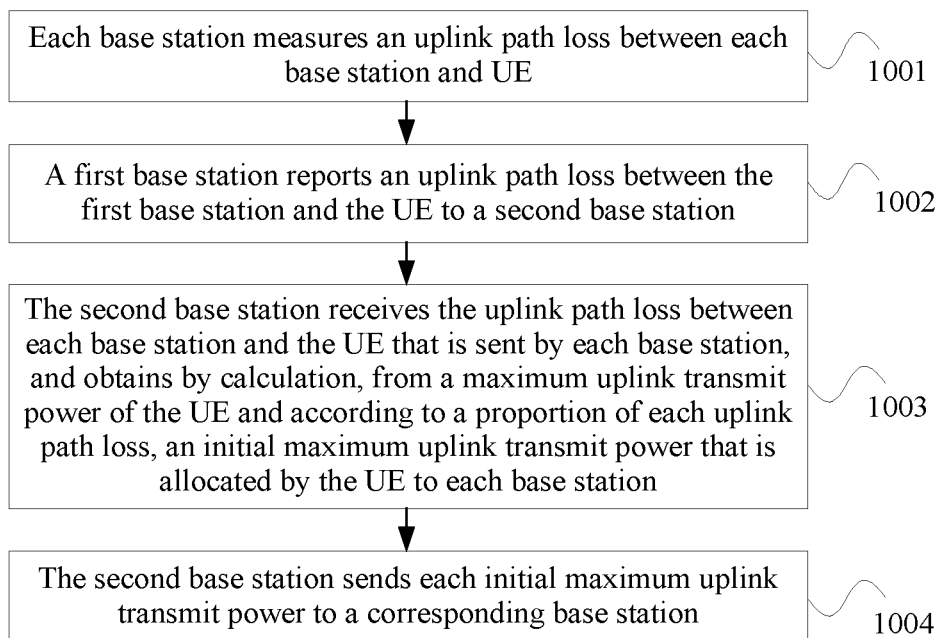 Each base station measures an uplink path loss between each
base station and UE
1001
A first base station reports an uplink path loss between the
first base station and the UE to a second base station
1002
The second base station receives the uplink path loss between
each base station and the UE that is sent by each base station,
and obtains by calculation, from a maximum uplink transmit
power of the UE and according to a proportion of each uplink
path loss, an initial maximum uplink transmit power that is
allocated by the UE to each base station
1003
The second base station sends each initial maximum uplink
transmit power to a corresponding base station
1004